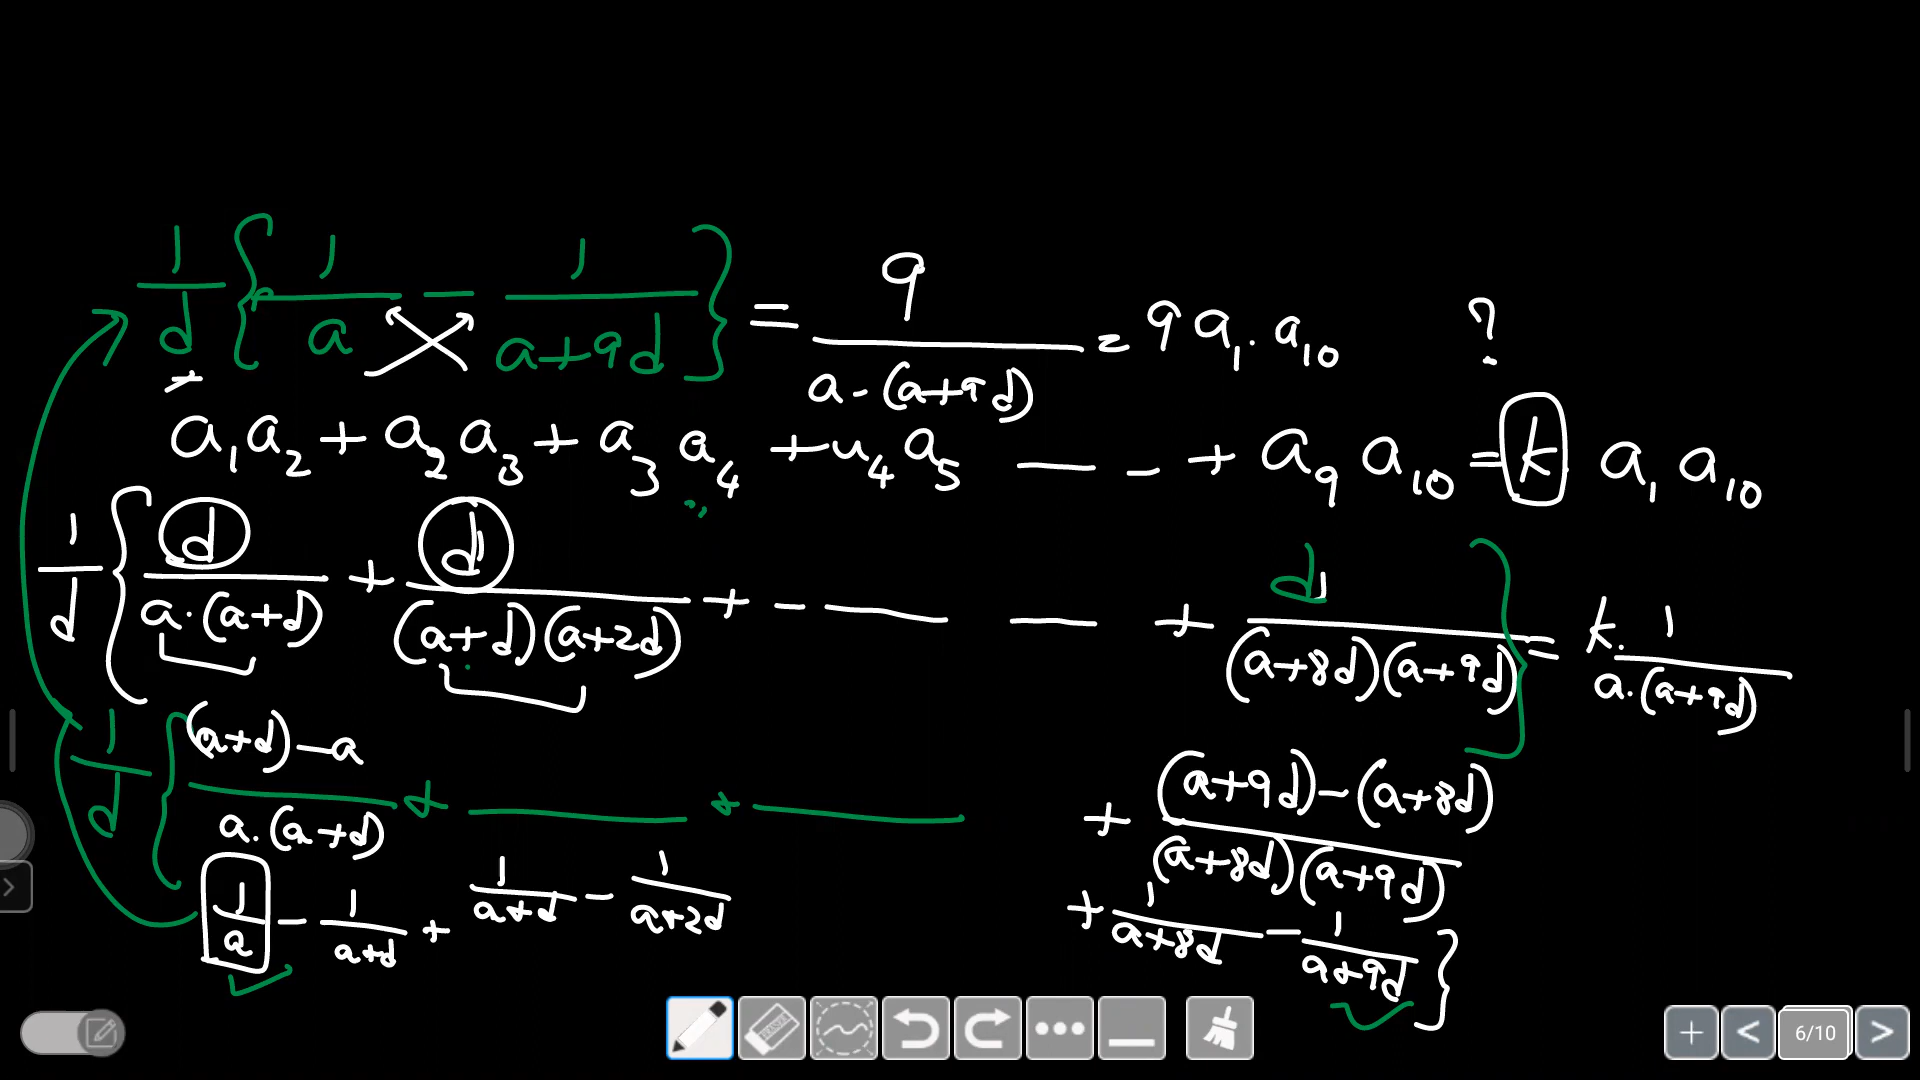 1/d { 1/a - 1/(a+9d) } = 9/(a·(a+9d)) = 9 a₁·a₁₀ ?
a₁a₂ + a₂a₃ + a₃a₄ + a₄a₅ — - + a₉a₁₀ = k a₁a₁₀
1/d { d/(a·(a+d)) + d/((a+d)(a+2d)) + - — — + d/((a+8d)(a+9d)) } = k·1/(a·(a+9d))
1/d { ((a+d)-a)/(a·(a+d)) + — + — + ((a+9d)-(a+8d))/((a+8d)(a+9d))
1/a - 1/(a+d) + 1/(a+d) - 1/(a+2d) + 1/(a+8d) - 1/(a+9d) }
ERASER
6/10